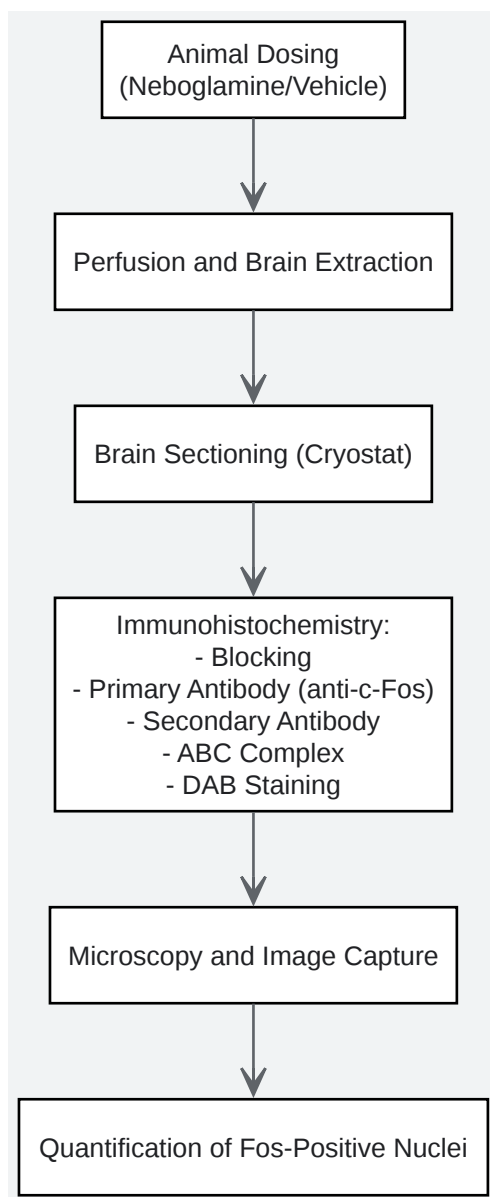 Animal Dosing
(Neboglamine/Vehicle)
Perfusion and Brain Extraction
Brain Sectioning (Cryostat)
Immunohistochemistry:
- Blocking
- Primary Antibody (anti-c-Fos)
- Secondary Antibody
- ABC Complex
- DAB Staining
Microscopy and Image Capture
Quantification of Fos-Positive Nuclei